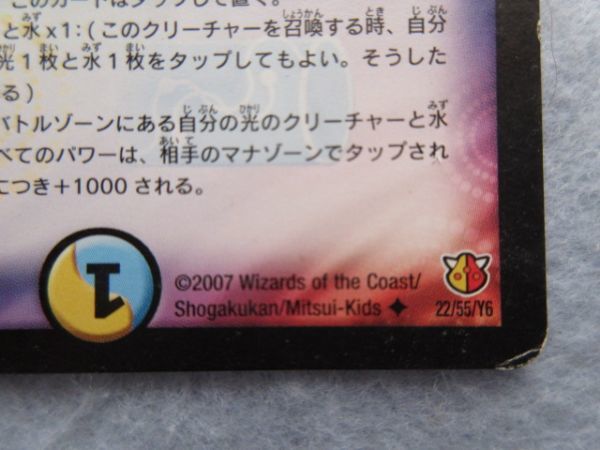 このカードはタップして置く。
と水x1:(このクリーチャーを召喚する時、自分
光1枚と水1枚をタップしてもよい。そうした
る)
バトルゾーンにある自分の光のクリーチャーと水
べてのパワーは、相手のマナゾーンでタップされ
につき+1000される。
1
©2007 Wizards of the Coast/
Shogakukan/Mitsui-Kids
22/55/Y6